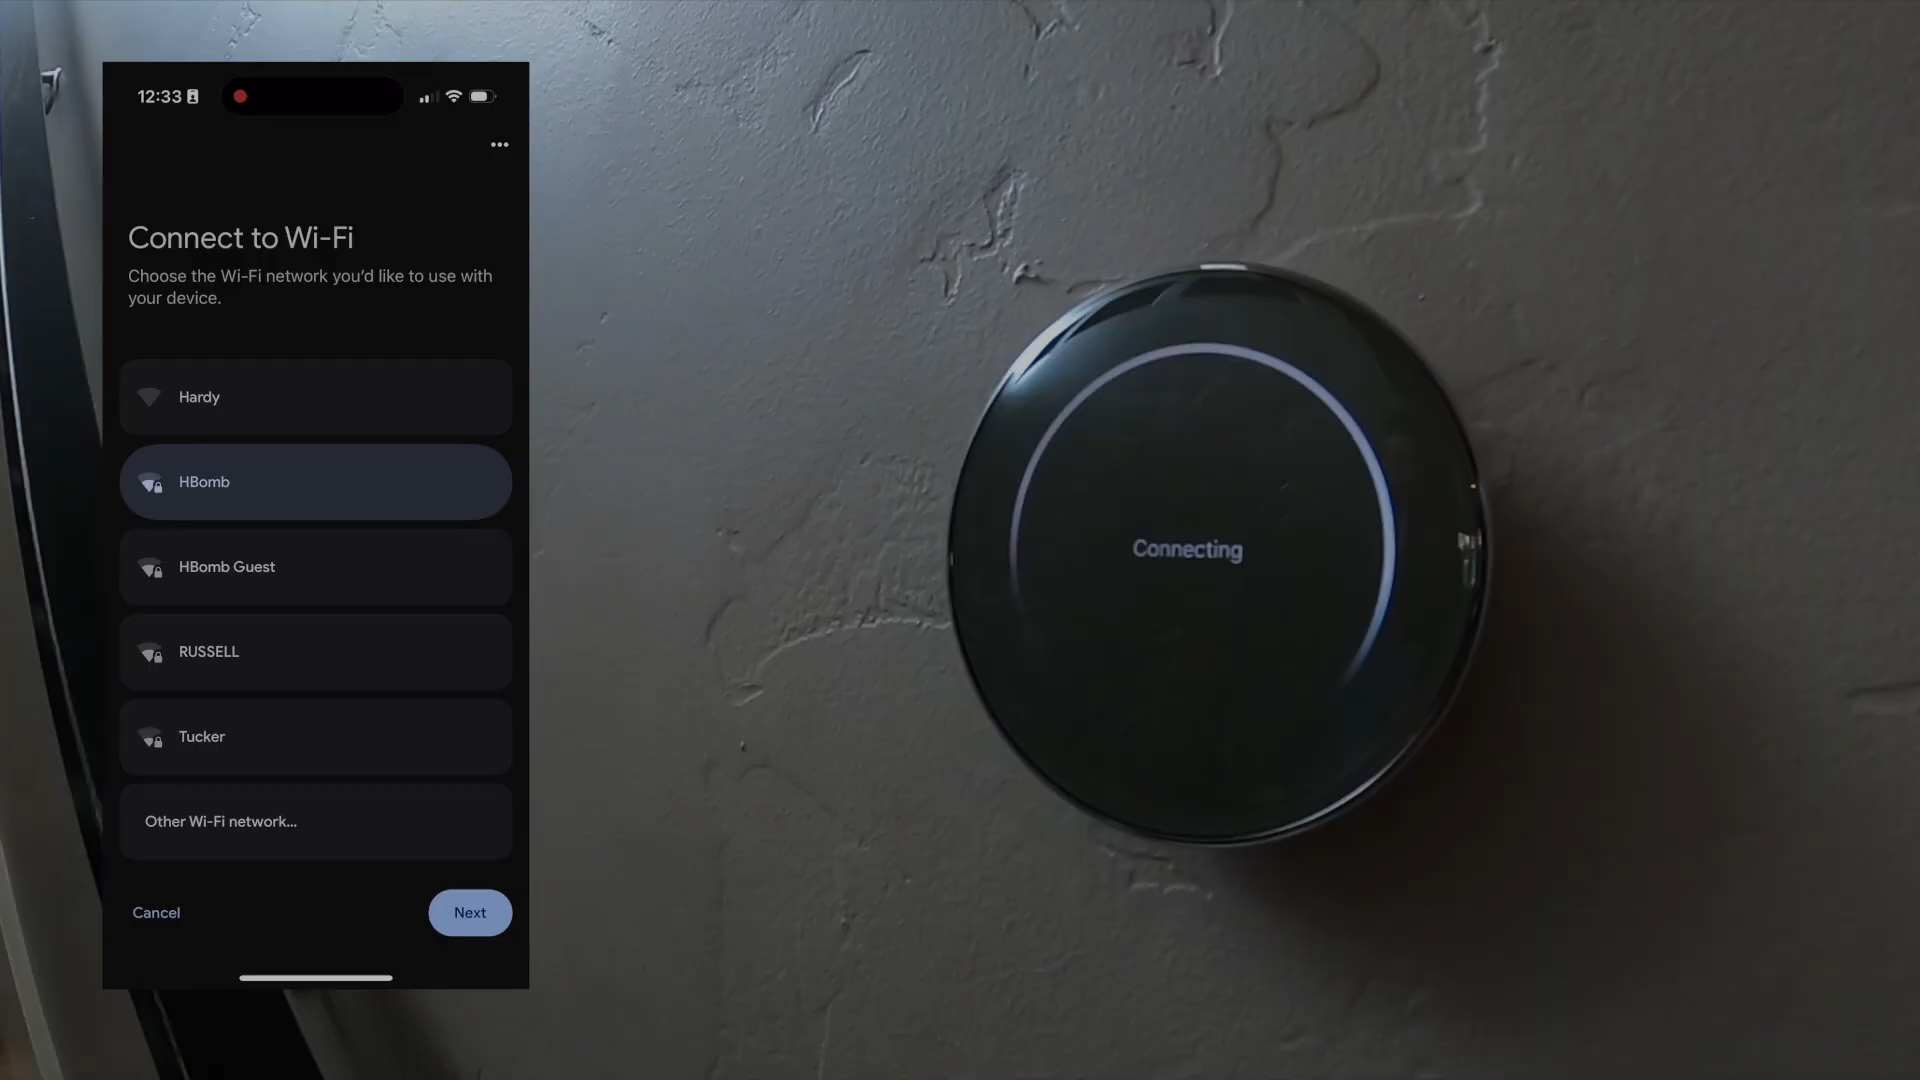 12:33
Connect to Wi-Fi
Choose the Wi-Fi network you'd like to use with
your device.
Hardy
HBomb
HBomb Guest
RUSSELL
Tucker
Other Wi-Fi network...
Cancel
Next
Connecting